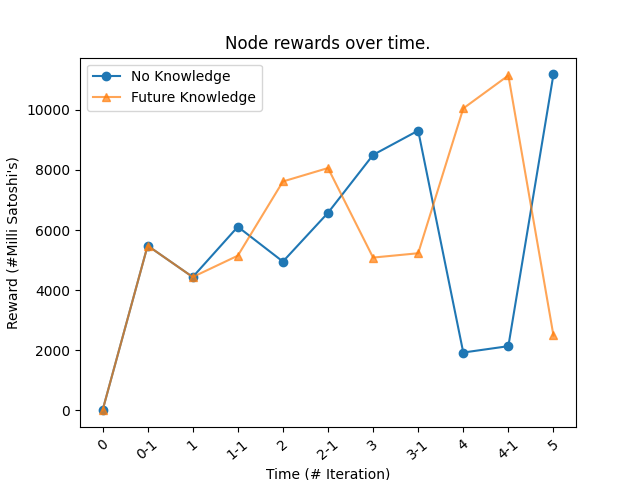 Node rewards over time.
No Knowledge
Future Knowledge
Reward (#Milli Satoshi's)
10000
8000
6000
4000
2000
0
0 0-1 1 1-1 2 2-1 3 3-1 4 4-1 5
Time (# Iteration)